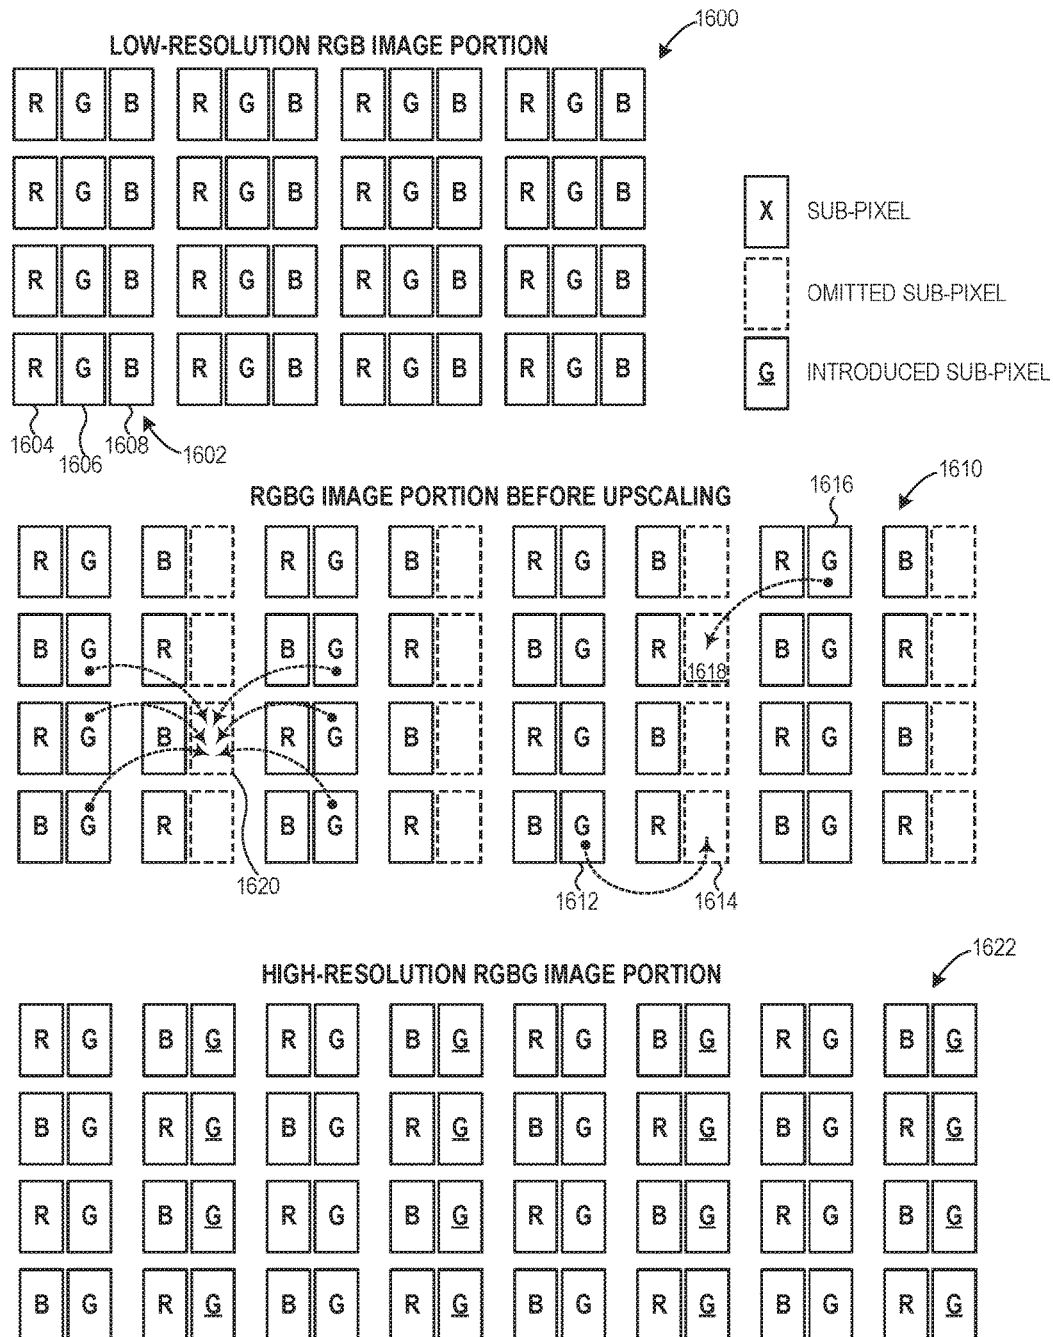 1600
LOW-RESOLUTION RGB IMAGE PORTION
R G B R G B R G B R G B
R G B R G B R G B R G B
R G B R G B R G B R G B
R G B R G B R G B R G B
X SUB-PIXEL
OMITTED SUB-PIXEL
G INTRODUCED SUB-PIXEL
1604 1606 1608 1602
RGBG IMAGE PORTION BEFORE UPSCALING
1616 1610
R G B R G B R G B R G B
B G R B G R B G R 1618 B G R
R G B R G B R G B R G B
B G R B G R B G R B G R
1620 1612 1614
HIGH-RESOLUTION RGBG IMAGE PORTION
1622
R G B G R G B G R G B G R G B G
B G R G B G R G B G R G B G R G
R G B G R G B G R G B G R G B G
B G R G B G R G B G R G B G R G